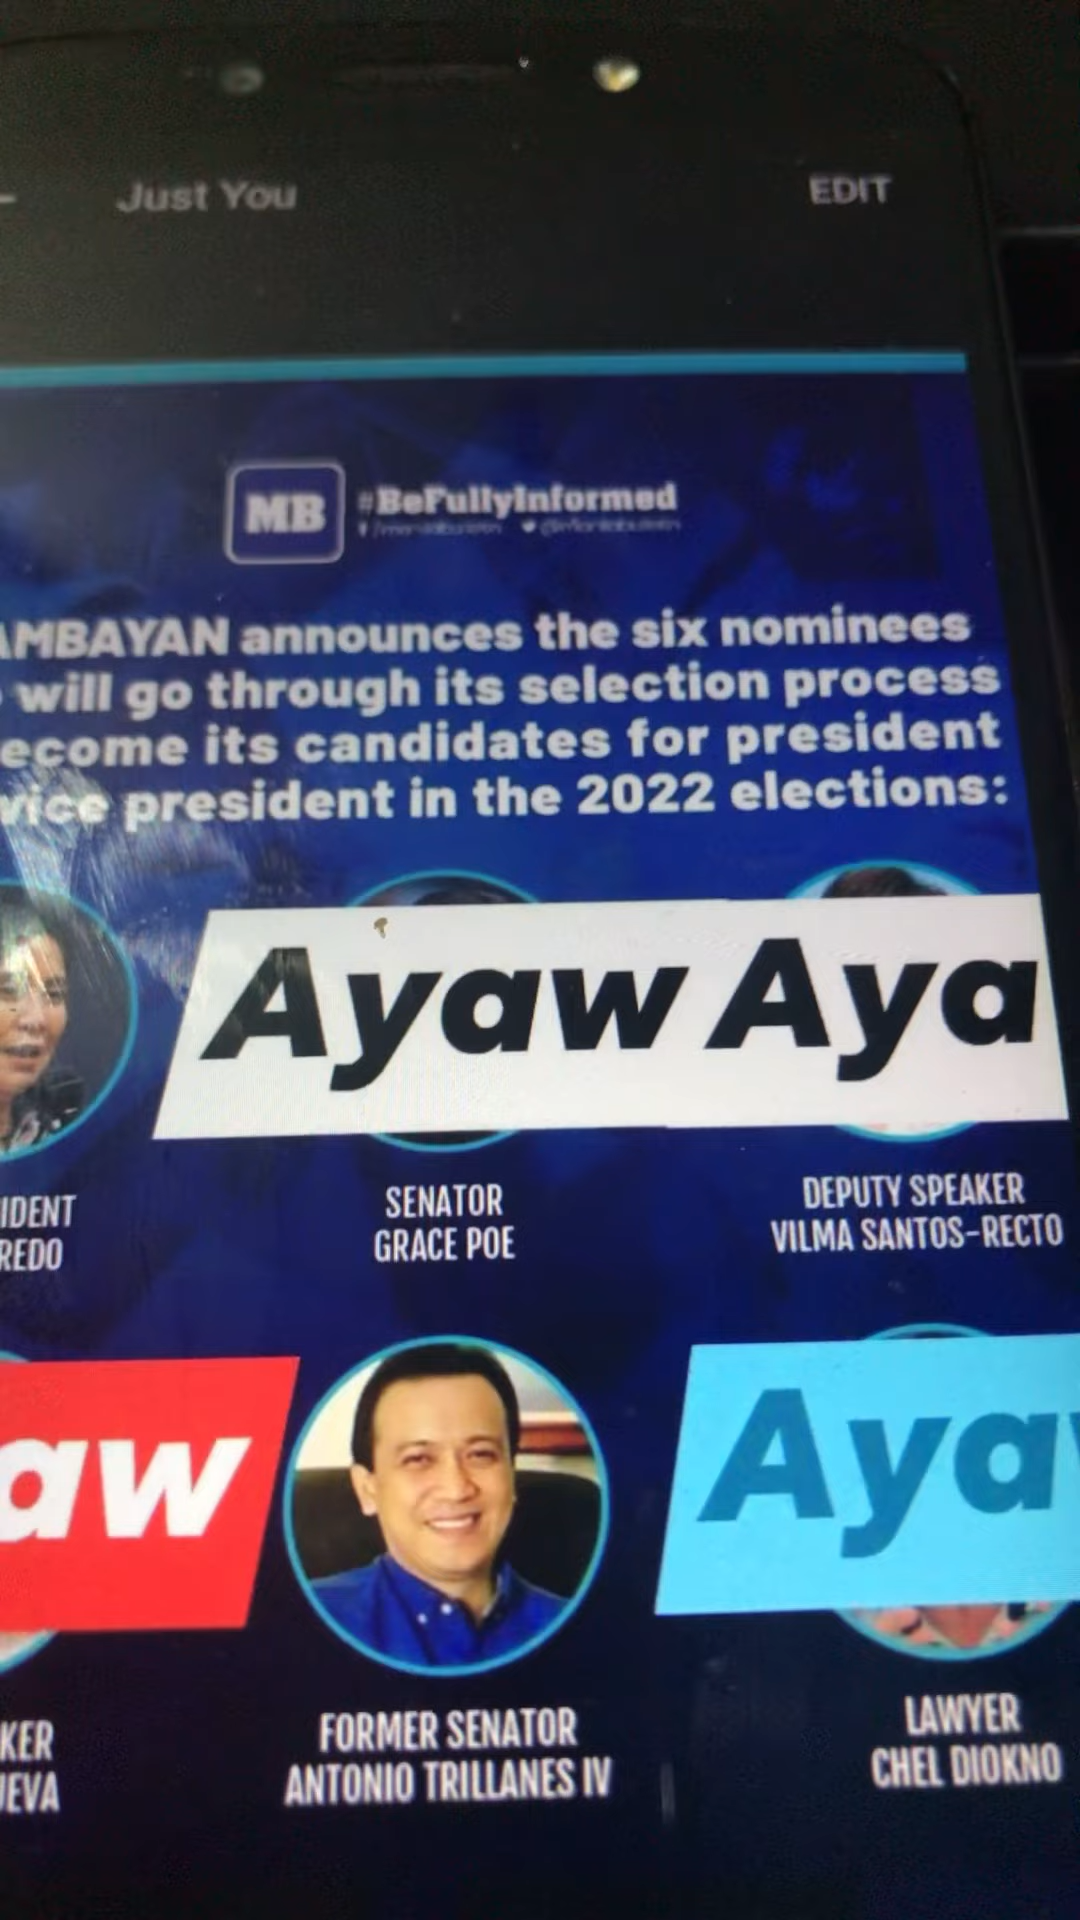 Just You
EDIT
MB
#BeFullyInformed
AMBAYAN announces the six nominees
will go through its selection process
ecome its candidates for president
vice president in the 2022 elections:
Ayaw Aya
IDENT
REDO
SENATOR
GRACE POE
DEPUTY SPEAKER
VILMA SANTOS-RECTO
aw
Aya
KER
UEVA
FORMER SENATOR
ANTONIO TRILLANES IV
LAWYER
CHEL DIOKNO